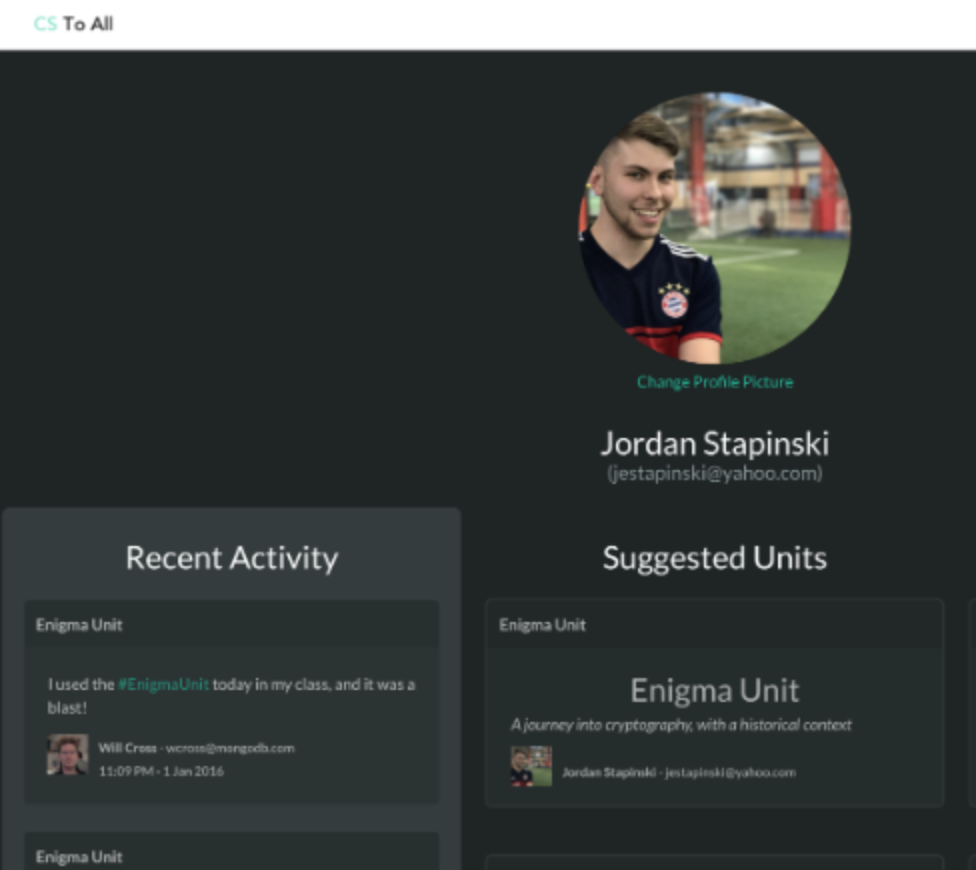 CS To All
Change Profile Picture
Jordan Stapinski
(jestapinski@yahoo.com)
Recent Activity
Enigma Unit
I used the #EnigmaUnit today in my class, and it was a
blast!
Will Cross - wcross@mongodb.com
11:09 PM - 1 Jan 2016
Enigma Unit
Suggested Units
Enigma Unit
Enigma Unit
A journey into cryptography, with a historical context
Jordan Stapinski - jestapinski@yahoo.com